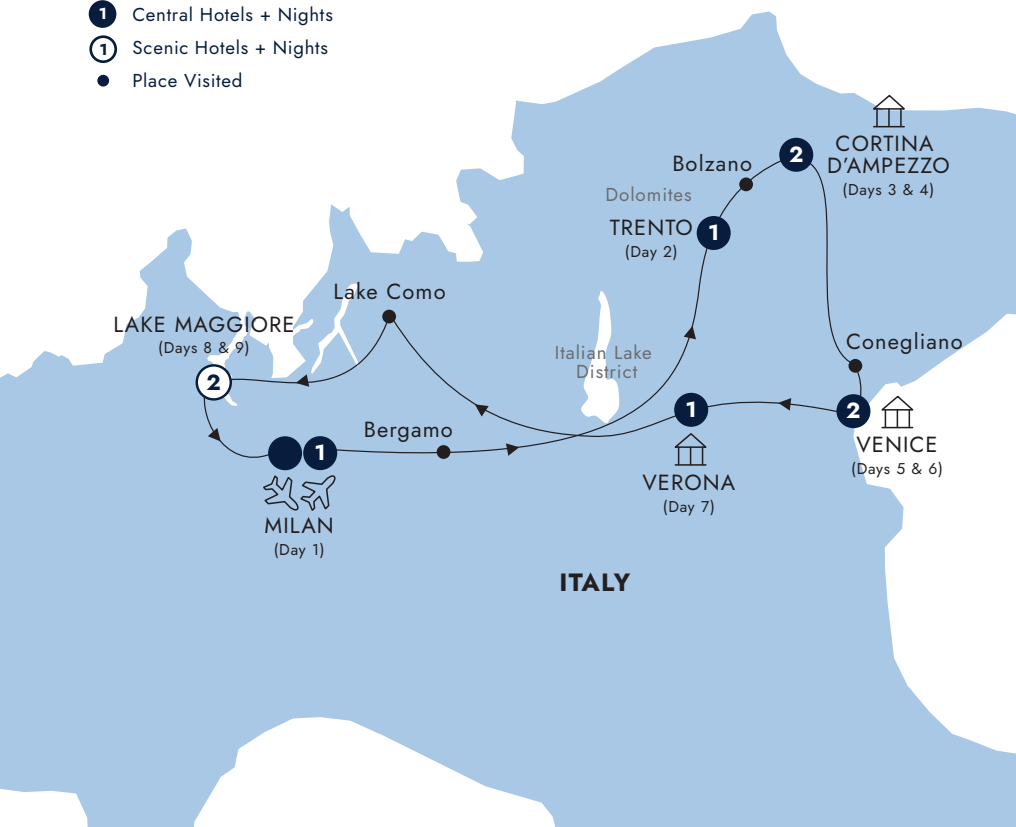 1 Central Hotels + Nights
1 Scenic Hotels + Nights
Place Visited
CORTINA
D'AMPEZZO
(Days 3 & 4)
2
Bolzano
Dolomites
TRENTO
(Day 2)
1
Lake Como
LAKE MAGGIORE
(Days 8 & 9)
2
Italian Lake
District
Conegliano
2
VENICE
(Days 5 & 6)
1
VERONA
(Day 7)
Bergamo
1
MILAN
(Day 1)
ITALY